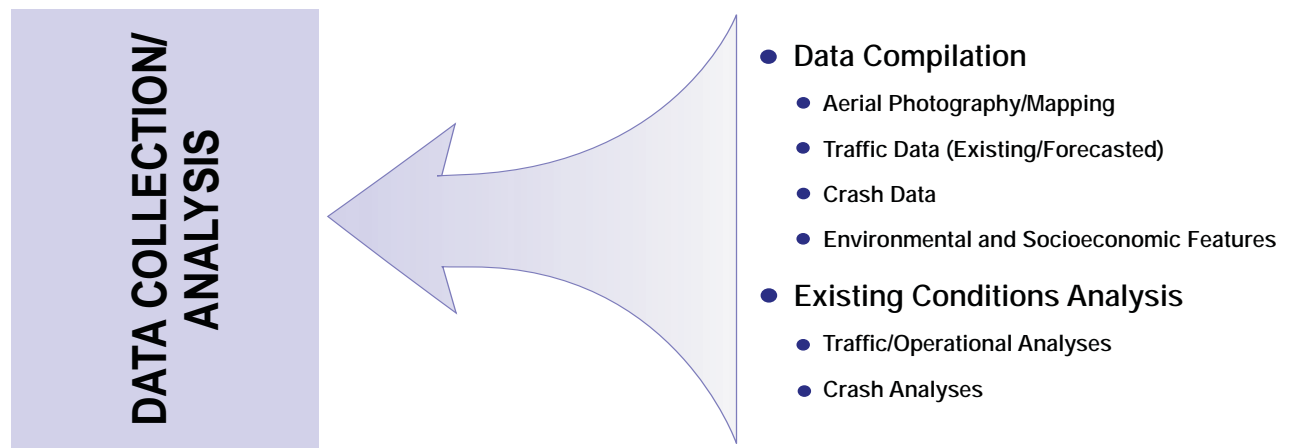 DATA COLLECTION/
ANALYSIS
● Data Compilation
● Aerial Photography/Mapping
● Traffic Data (Existing/Forecasted)
● Crash Data
● Environmental and Socioeconomic Features
● Existing Conditions Analysis
● Traffic/Operational Analyses
● Crash Analyses